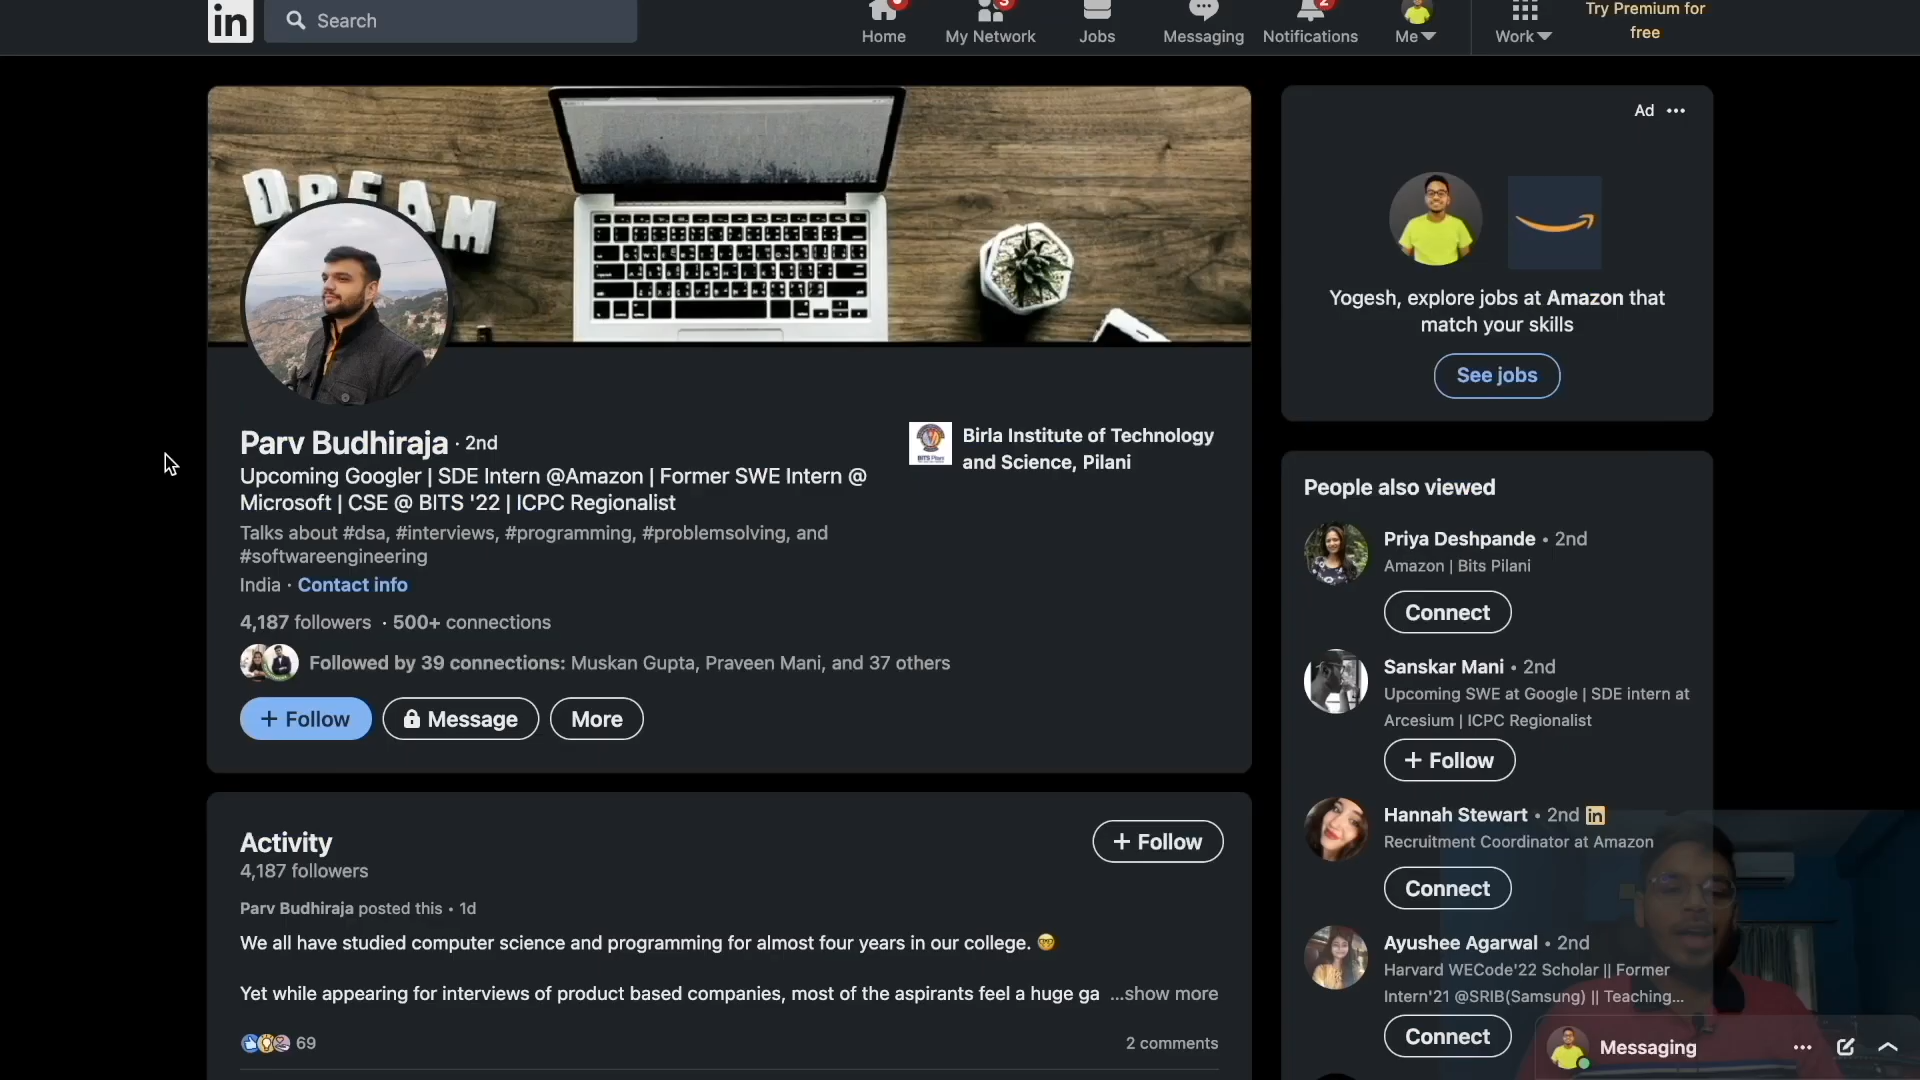 in
Search
Home
My Network
Jobs
Messaging
Notifications
Me
Work
Try Premium for
free
3
2
DREAM
Parv Budhiraja · 2nd
Upcoming Googler | SDE Intern @Amazon | Former SWE Intern @
Microsoft | CSE @ BITS '22 | ICPC Regionalist
Talks about #dsa, #interviews, #programming, #problemsolving, and
#softwareengineering
India · Contact info
4,187 followers · 500+ connections
Followed by 39 connections: Muskan Gupta, Praveen Mani, and 37 others
+ Follow
Message
More
BITS Pilani
Birla Institute of Technology
and Science, Pilani
Activity
4,187 followers
+ Follow
Parv Budhiraja posted this • 1d
We all have studied computer science and programming for almost four years in our college. 🤓
Yet while appearing for interviews of product based companies, most of the aspirants feel a huge ga ...show more
69
2 comments
Ad ...
Yogesh, explore jobs at Amazon that
match your skills
See jobs
People also viewed
Priya Deshpande • 2nd
Amazon | Bits Pilani
Connect
Sanskar Mani • 2nd
Upcoming SWE at Google | SDE intern at
Arcesium | ICPC Regionalist
+ Follow
Hannah Stewart • 2nd in
Recruitment Coordinator at Amazon
Connect
Ayushee Agarwal • 2nd
Harvard WECode'22 Scholar || Former
Intern'21 @SRIB(Samsung) || Teaching...
Connect
Messaging